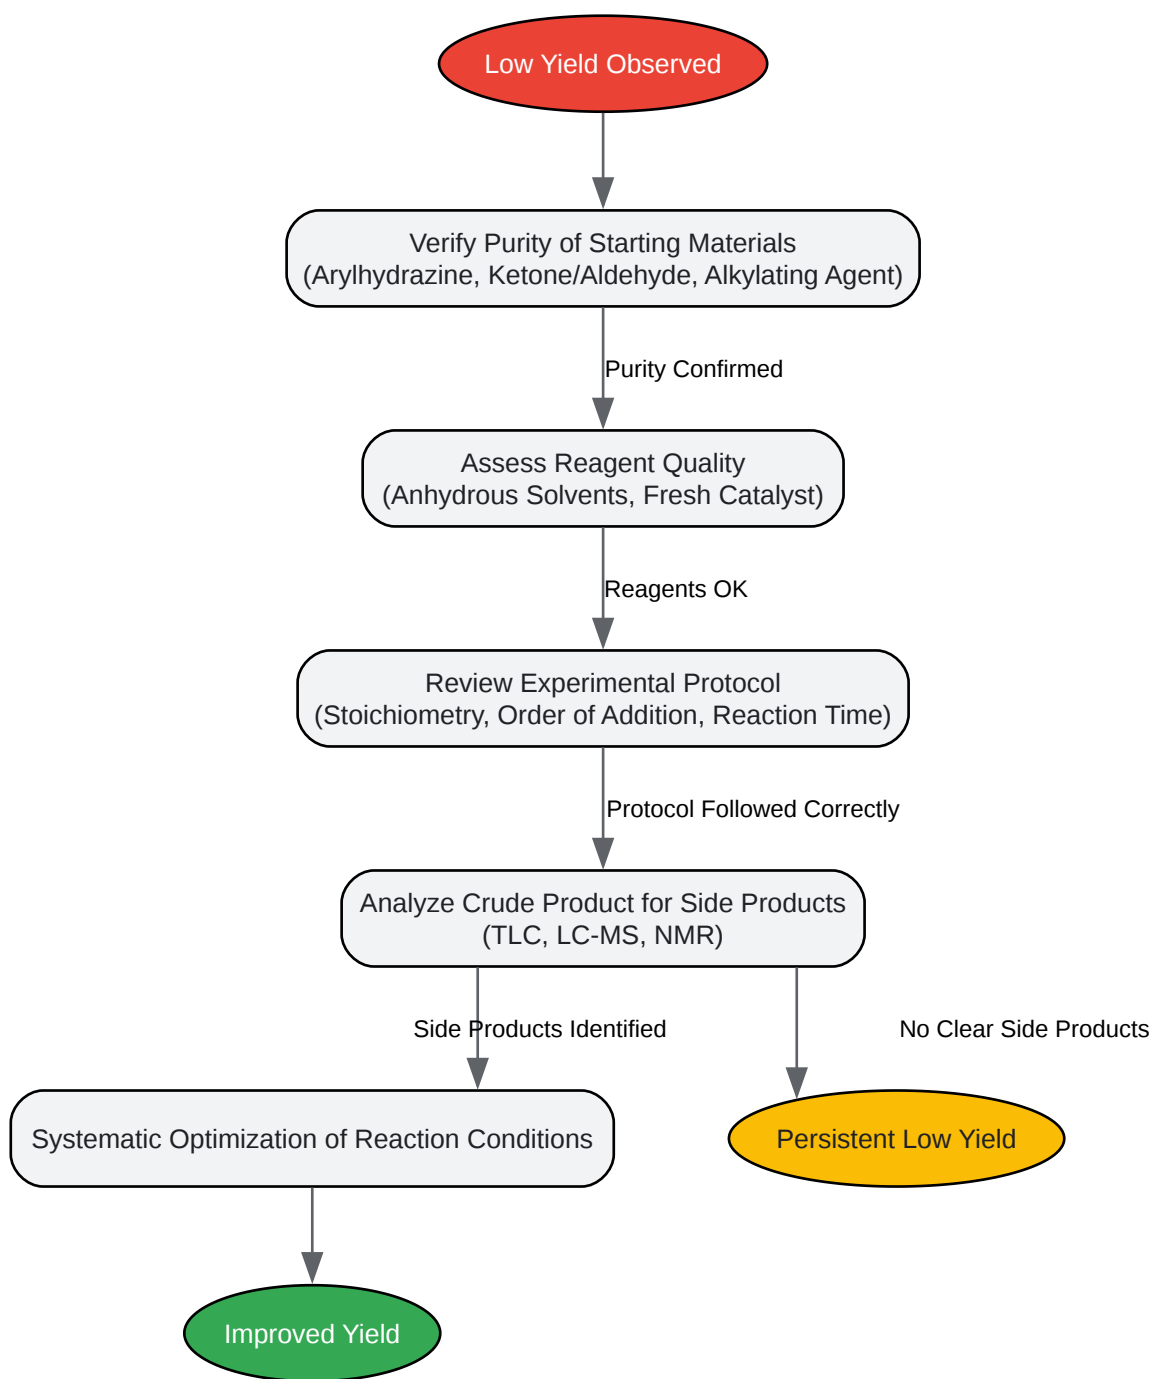 Low Yield Observed
Verify Purity of Starting Materials
(Arylhydrazine, Ketone/Aldehyde, Alkylating Agent)
Purity Confirmed
Assess Reagent Quality
(Anhydrous Solvents, Fresh Catalyst)
Reagents OK
Review Experimental Protocol
(Stoichiometry, Order of Addition, Reaction Time)
Protocol Followed Correctly
Analyze Crude Product for Side Products
(TLC, LC-MS, NMR)
Side Products Identified
No Clear Side Products
Systematic Optimization of Reaction Conditions
Persistent Low Yield
Improved Yield